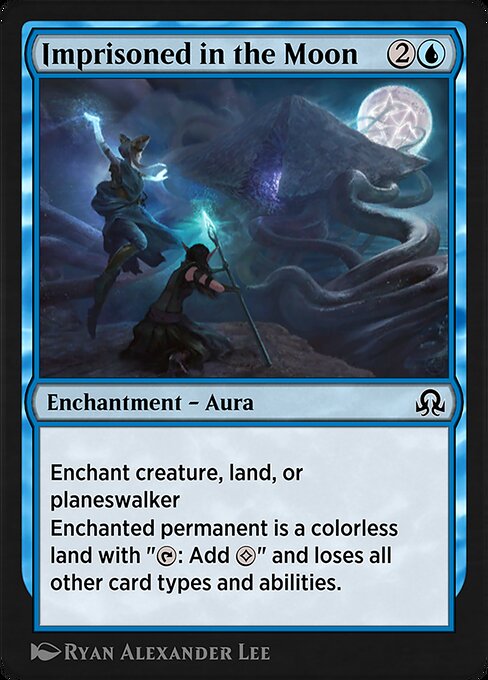 Imprisoned in the Moon 2
Enchantment – Aura
Enchant creature, land, or
planeswalker
Enchanted permanent is a colorless
land with ": Add " and loses all
other card types and abilities.
Ryan Alexander Lee